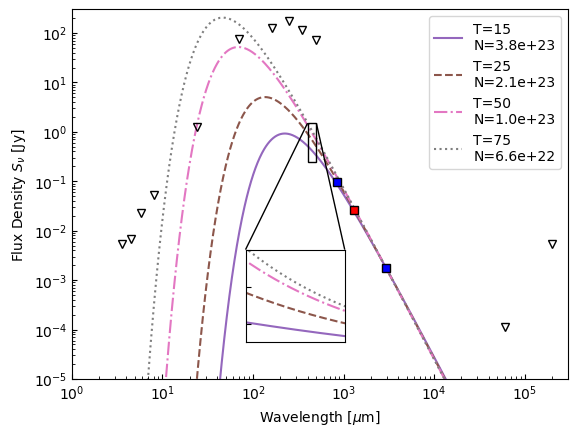 T=15
N=3.8e+23
T=25
N=2.1e+23
T=50
N=1.0e+23
T=75
N=6.6e+22
Flux Density $S_\nu$ [Jy]
10²
10¹
10⁰
10⁻¹
10⁻²
10⁻³
10⁻⁴
10⁻⁵
10⁰ 10¹ 10² 10³ 10⁴ 10⁵
Wavelength [μm]